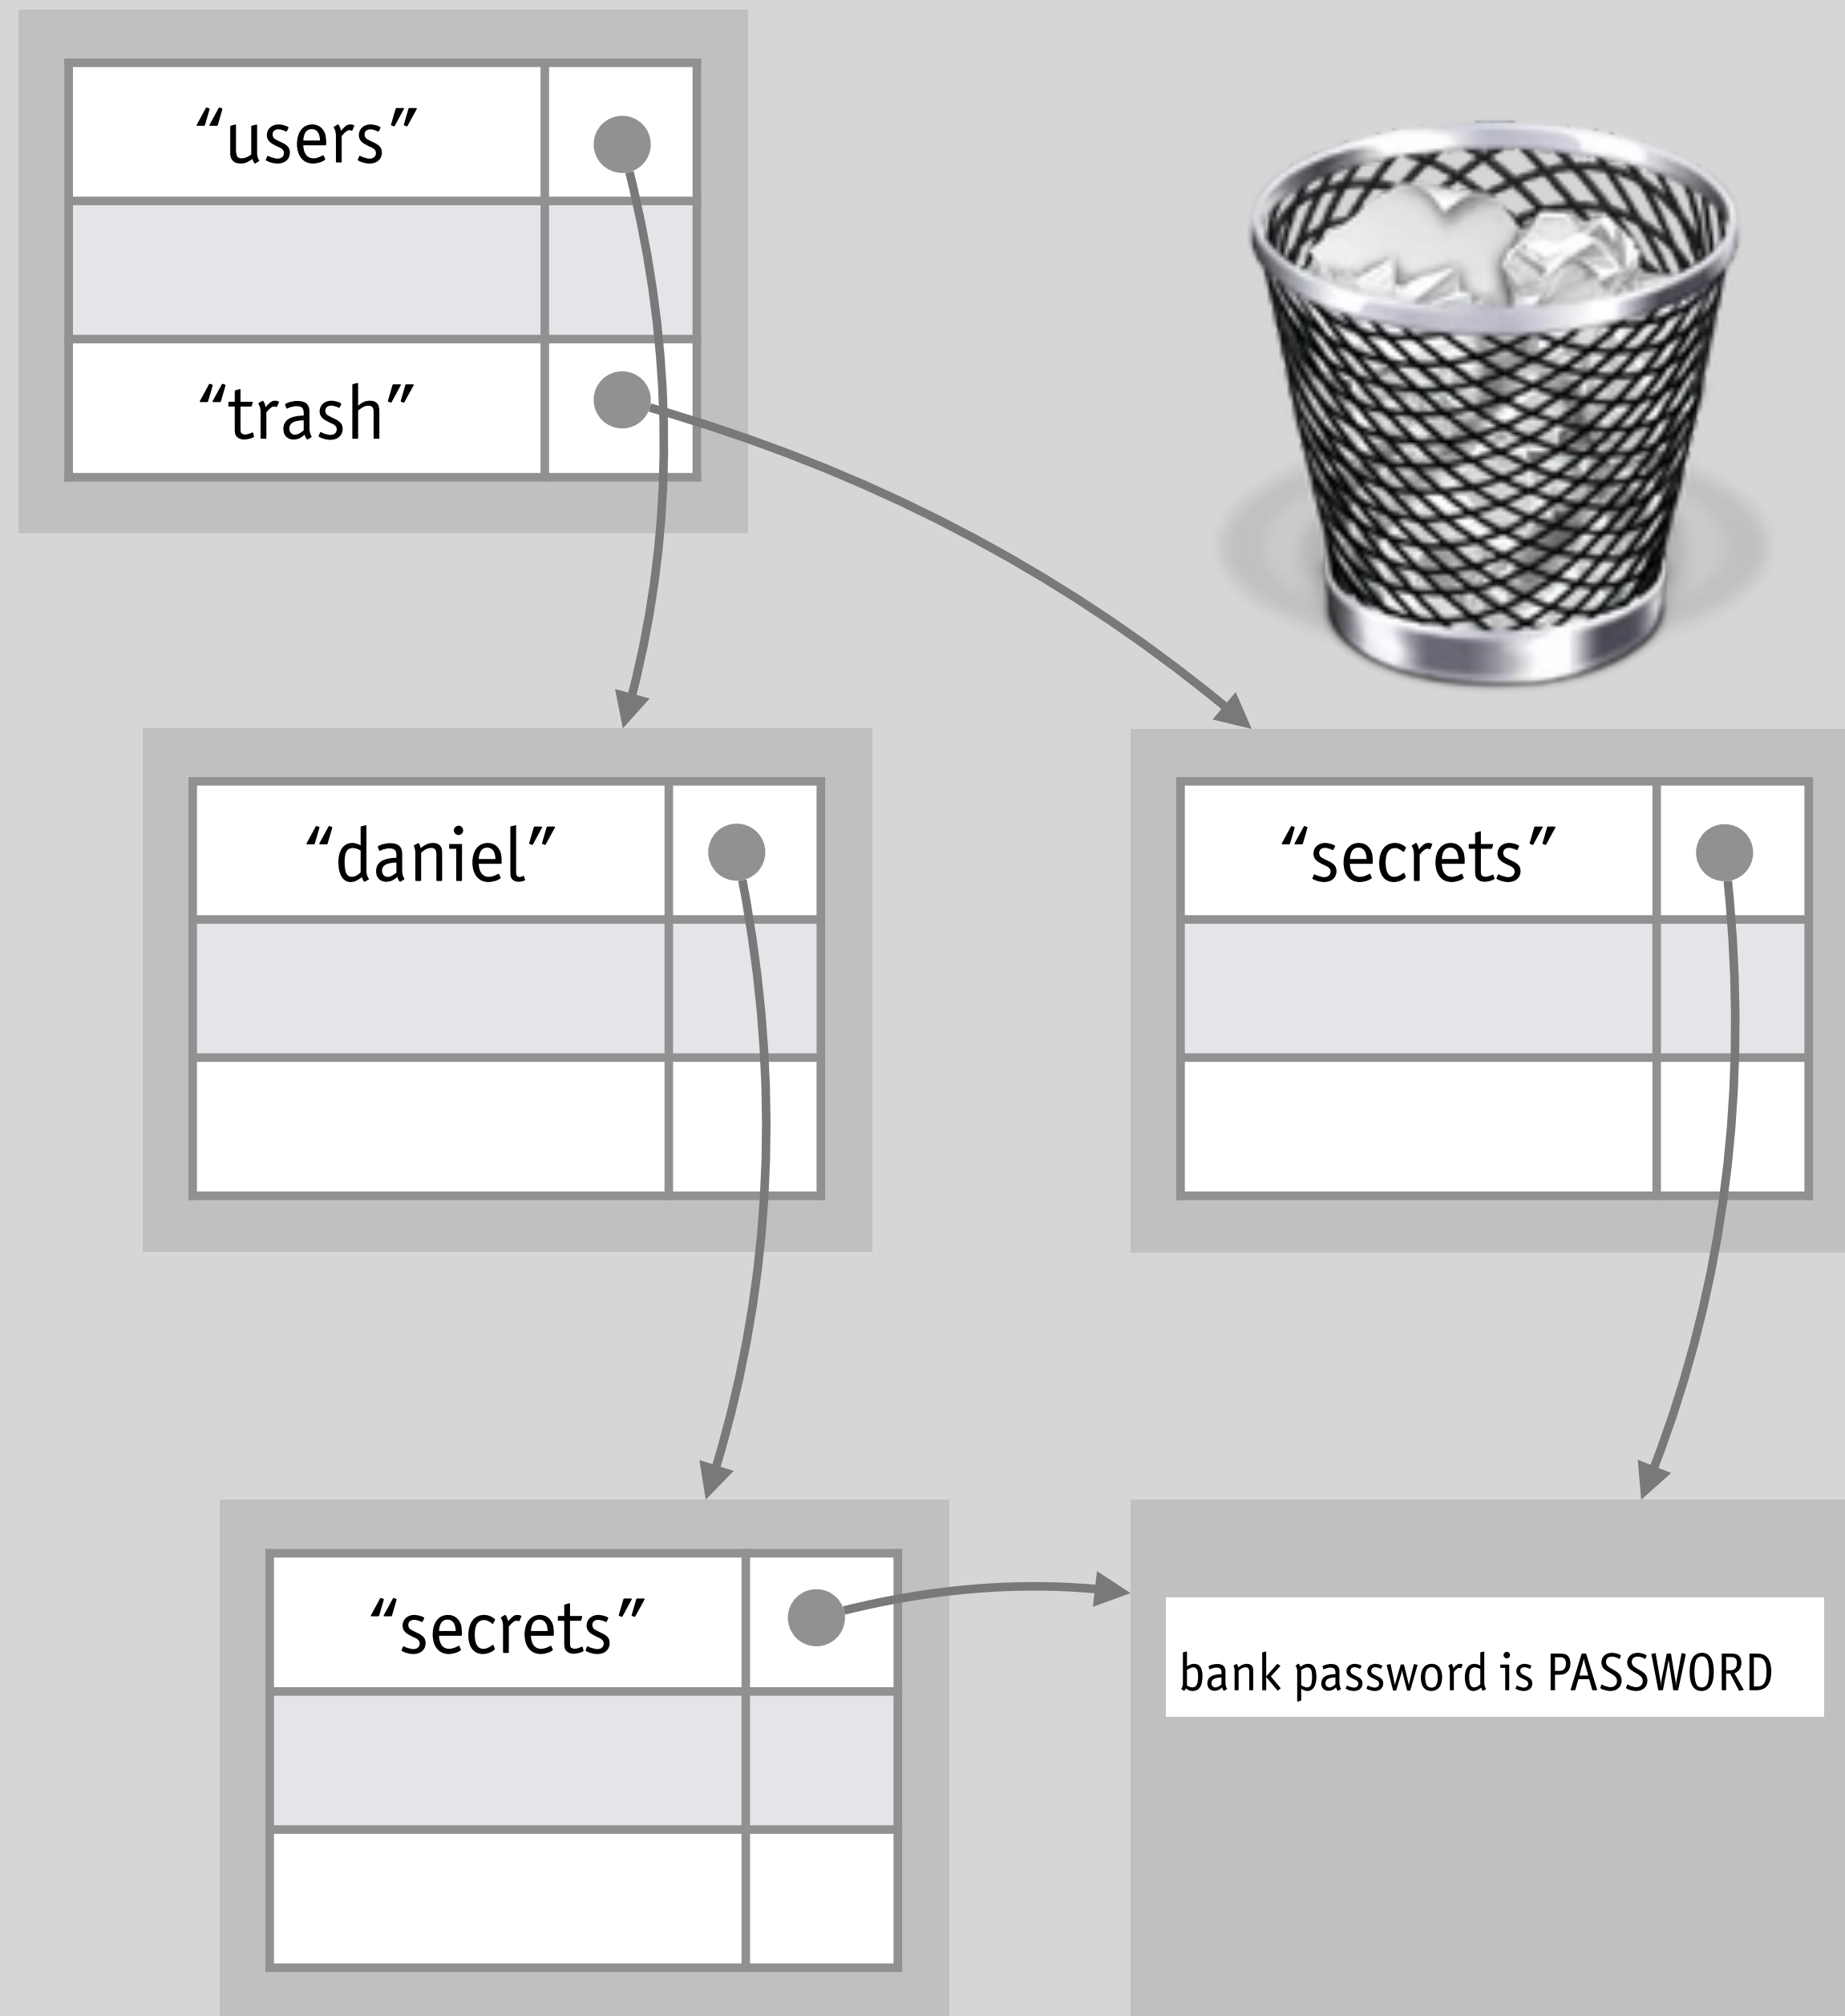 “users”
“trash”
“daniel”
“secrets”
“secrets”
bank password is PASSWORD